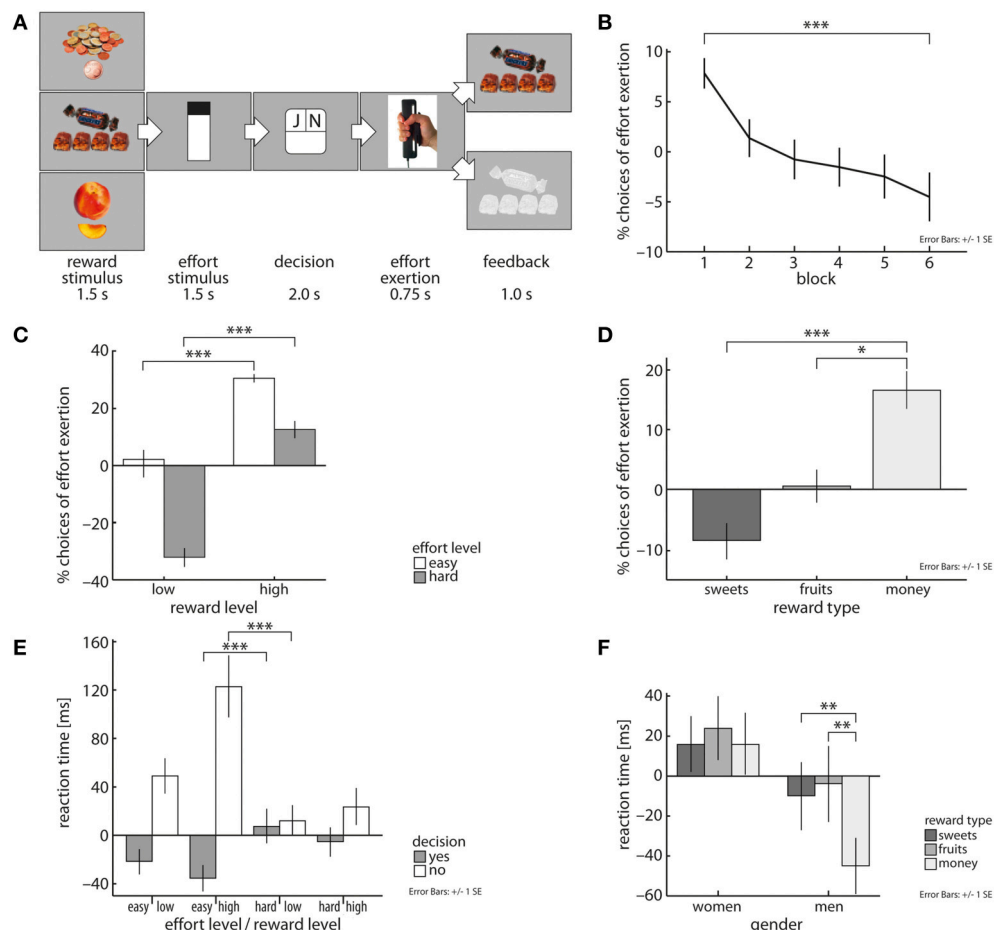 A
J N
reward
stimulus
1.5 s
effort
stimulus
1.5 s
decision
2.0 s
effort
exertion
0.75 s
feedback
1.0 s
B
***
% choices of effort exertion
10
5
0
−5
−10
1 2 3 4 5 6
block
Error Bars: +/- 1 SE
C
***
***
% choices of effort exertion
40
20
0
−20
−40
low high
reward level
effort level
easy
hard
D
***
*
% choices of effort exertion
20
10
0
−10
sweets fruits money
reward type
Error Bars: +/- 1 SE
E
***
***
reaction time [ms]
160
120
80
40
0
−40
easy low easy high hard low hard high
effort level / reward level
decision
yes
no
Error Bars: +/- 1 SE
F
**
**
reaction time [ms]
40
20
0
−20
−40
−60
women men
gender
reward type
sweets
fruits
money
Error Bars: +/- 1 SE